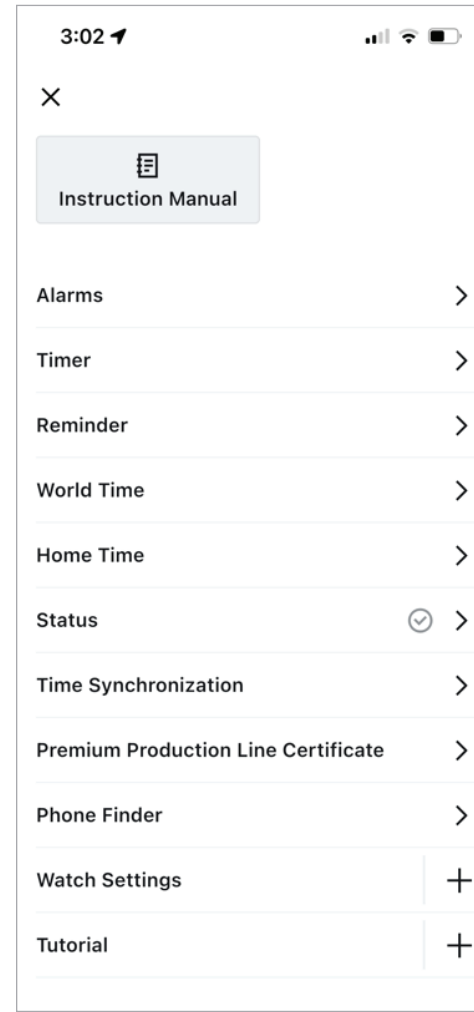 3:02
Instruction Manual
Alarms
Timer
Reminder
World Time
Home Time
Status
Time Synchronization
Premium Production Line Certificate
Phone Finder
Watch Settings
Tutorial